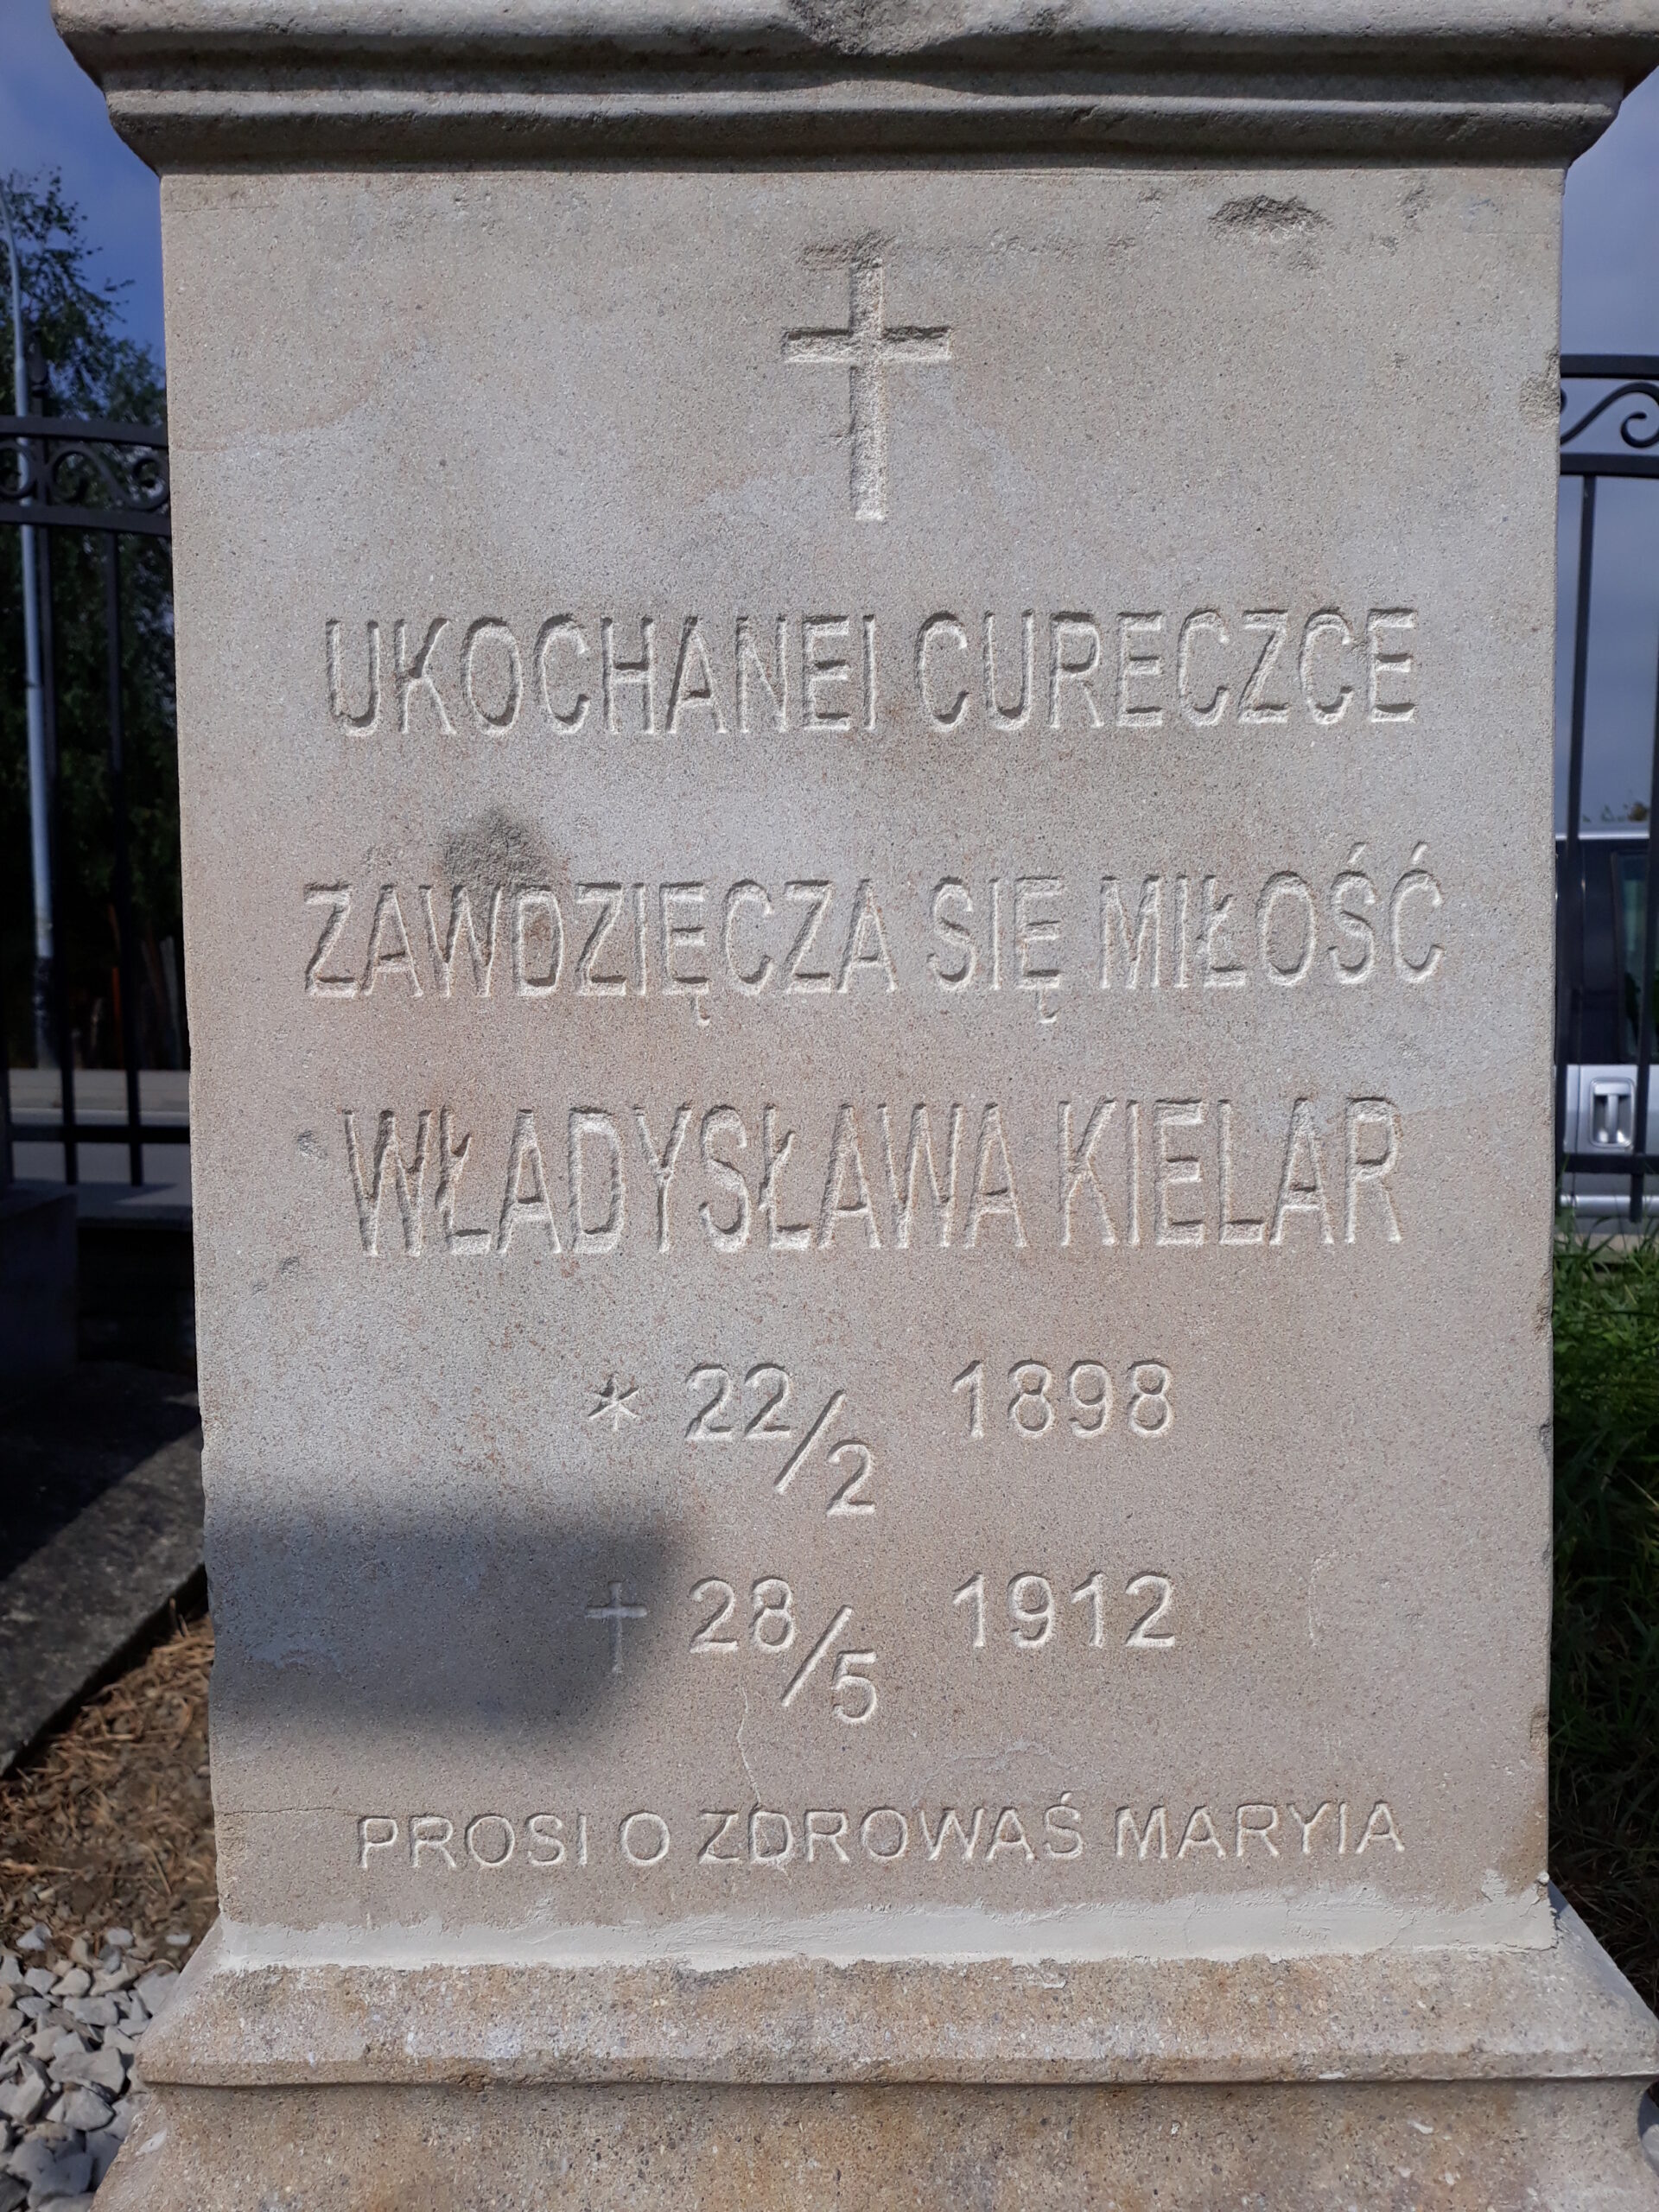 UKOCHANEI CURECZCE
ZAWDZIĘCZA SIĘ MIŁOŚĆ
WŁADYSŁAWA KIELAR
* 22/2 1898
† 28/5 1912
PROSI O ZDROWAŚ MARYIA